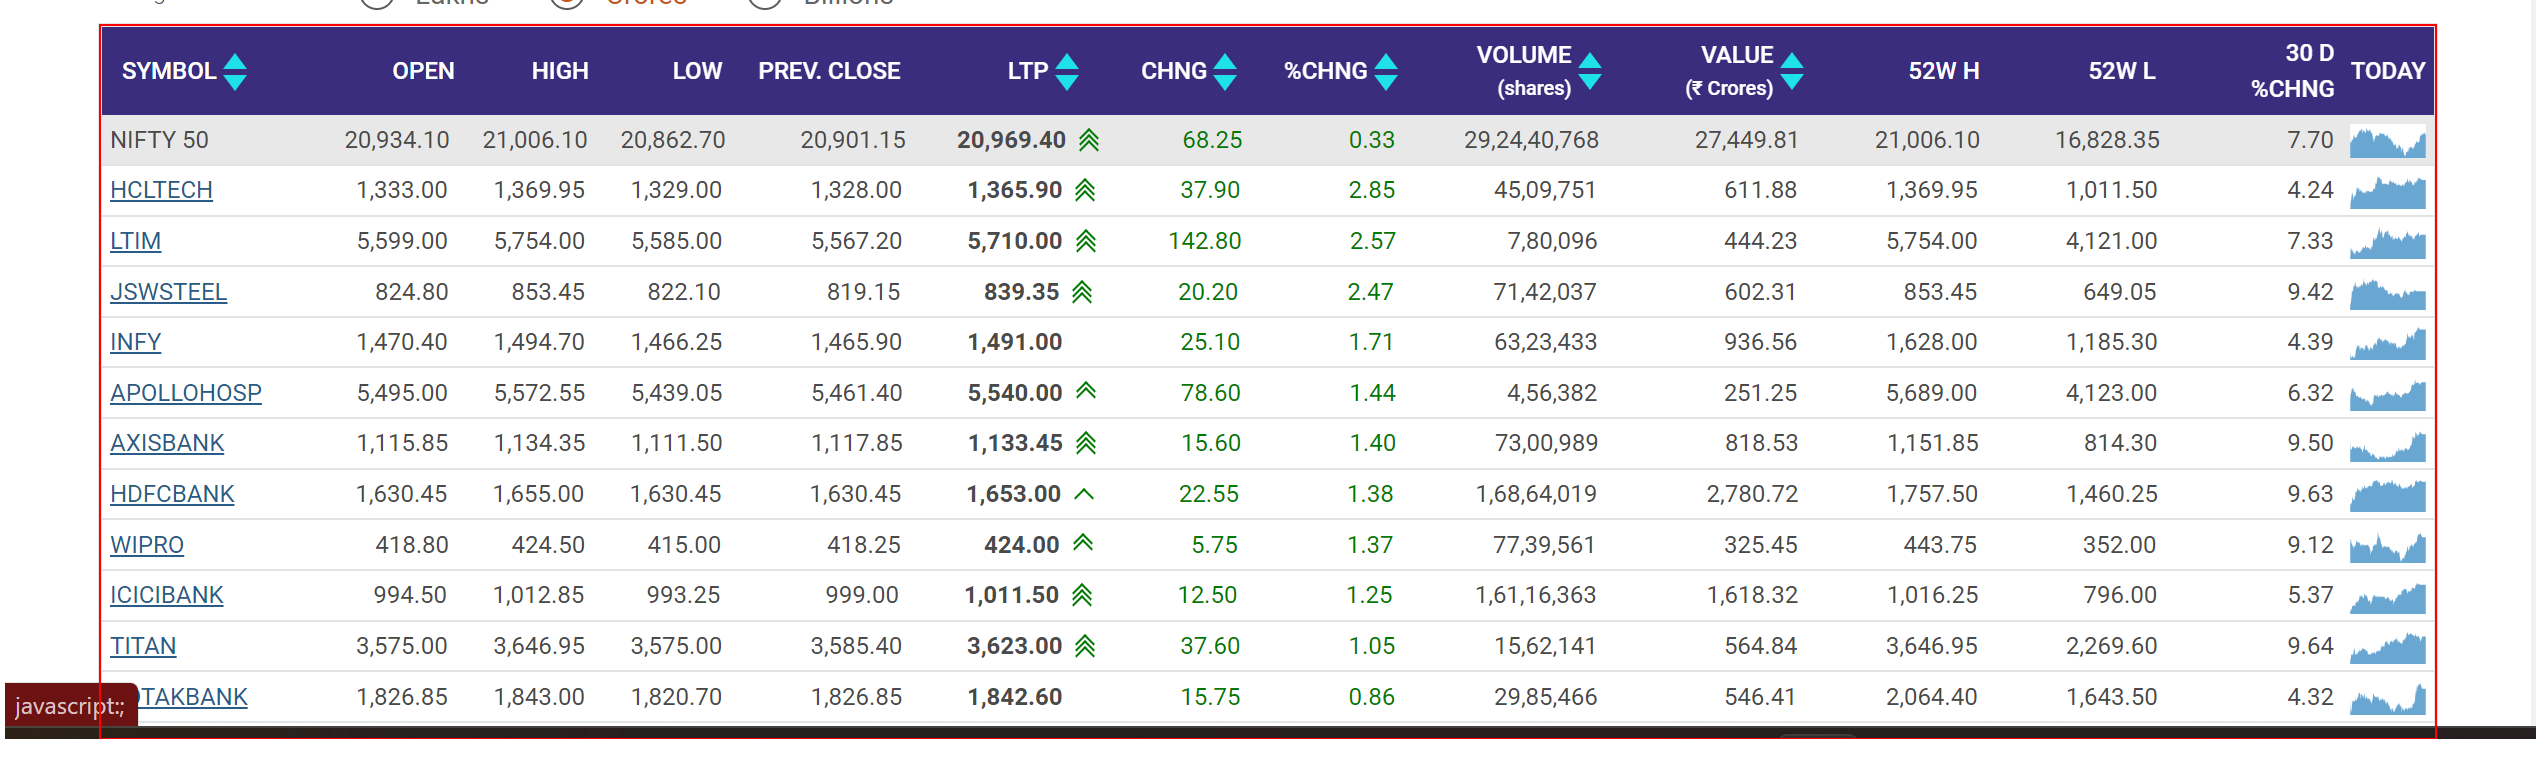 Lakhs Crores Billions
SYMBOL OPEN HIGH LOW PREV. CLOSE LTP CHNG %CHNG VOLUME (shares) VALUE (₹ Crores) 52W H 52W L 30 D %CHNG TODAY
NIFTY 50 20,934.10 21,006.10 20,862.70 20,901.15 20,969.40 68.25 0.33 29,24,40,768 27,449.81 21,006.10 16,828.35 7.70
HCLTECH 1,333.00 1,369.95 1,329.00 1,328.00 1,365.90 37.90 2.85 45,09,751 611.88 1,369.95 1,011.50 4.24
LTIM 5,599.00 5,754.00 5,585.00 5,567.20 5,710.00 142.80 2.57 7,80,096 444.23 5,754.00 4,121.00 7.33
JSWSTEEL 824.80 853.45 822.10 819.15 839.35 20.20 2.47 71,42,037 602.31 853.45 649.05 9.42
INFY 1,470.40 1,494.70 1,466.25 1,465.90 1,491.00 25.10 1.71 63,23,433 936.56 1,628.00 1,185.30 4.39
APOLLOHOSP 5,495.00 5,572.55 5,439.05 5,461.40 5,540.00 78.60 1.44 4,56,382 251.25 5,689.00 4,123.00 6.32
AXISBANK 1,115.85 1,134.35 1,111.50 1,117.85 1,133.45 15.60 1.40 73,00,989 818.53 1,151.85 814.30 9.50
HDFCBANK 1,630.45 1,655.00 1,630.45 1,630.45 1,653.00 22.55 1.38 1,68,64,019 2,780.72 1,757.50 1,460.25 9.63
WIPRO 418.80 424.50 415.00 418.25 424.00 5.75 1.37 77,39,561 325.45 443.75 352.00 9.12
ICICIBANK 994.50 1,012.85 993.25 999.00 1,011.50 12.50 1.25 1,61,16,363 1,618.32 1,016.25 796.00 5.37
TITAN 3,575.00 3,646.95 3,575.00 3,585.40 3,623.00 37.60 1.05 15,62,141 564.84 3,646.95 2,269.60 9.64
TAKBANK 1,826.85 1,843.00 1,820.70 1,826.85 1,842.60 15.75 0.86 29,85,466 546.41 2,064.40 1,643.50 4.32
javascript:;